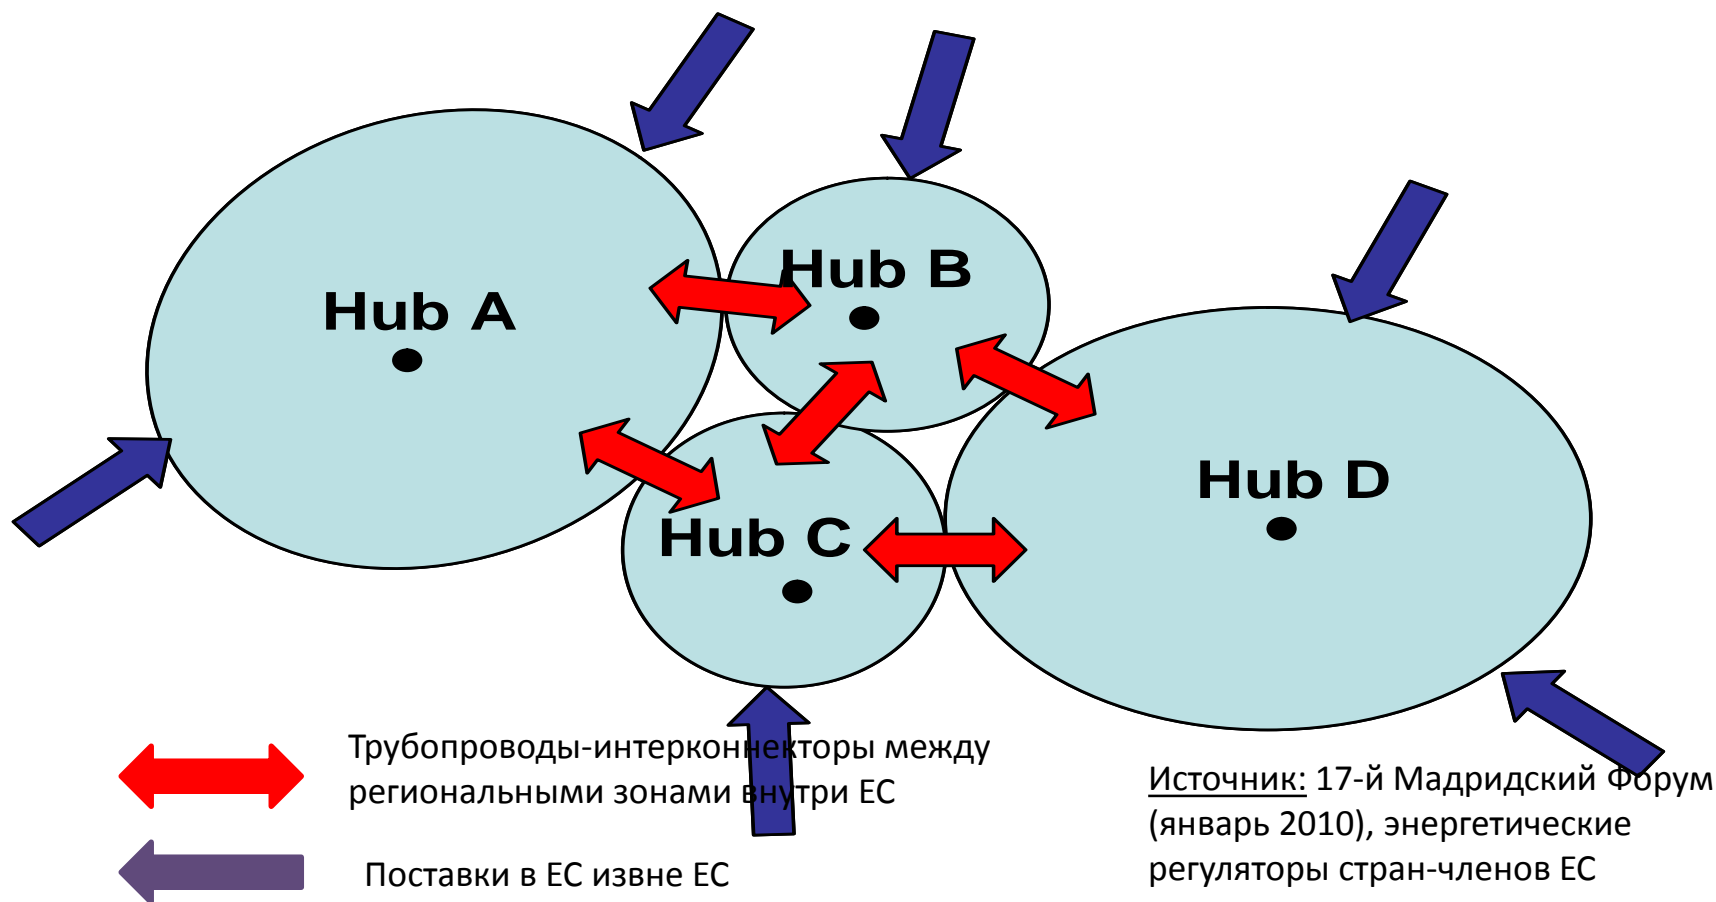 Hub B
Hub A
Hub D
Hub C
Трубопроводы-интерконнекторы между
региональными зонами внутри ЕС
Поставки в ЕС извне ЕС
Источник: 17-й Мадридский Форум
(январь 2010), энергетические
регуляторы стран-членов ЕС